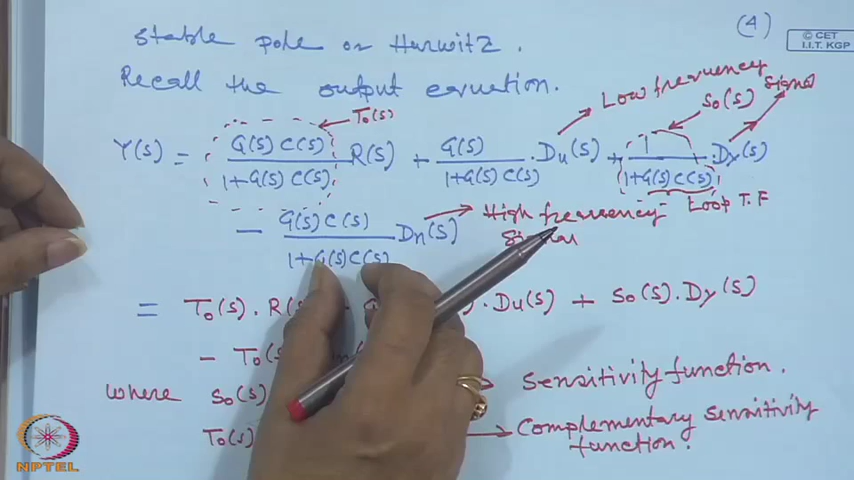 (4)
© CET
I.I.T. KGP
stable pole or Hurwitz.
Recall the output equation.
Low frequency signal
T₀(s)
S₀(s)
Y(s) = G(s) C(s) / 1+G(s) C(s) R(s) + G(s) / 1+G(s) C(s) · Du(s) + 1 / 1+G(s) C(s) · Dy(s)
Loop T.F
- G(s) C(s) / 1+G(s) C(s) Dn(s)
High frequency
signal
= T₀(s). R(s · Du(s) + S₀(s). Dy(s)
- T₀(s)
where S₀(s) → Sensitivity function.
T₀(s) → Complementary sensitivity
function.
NPTEL